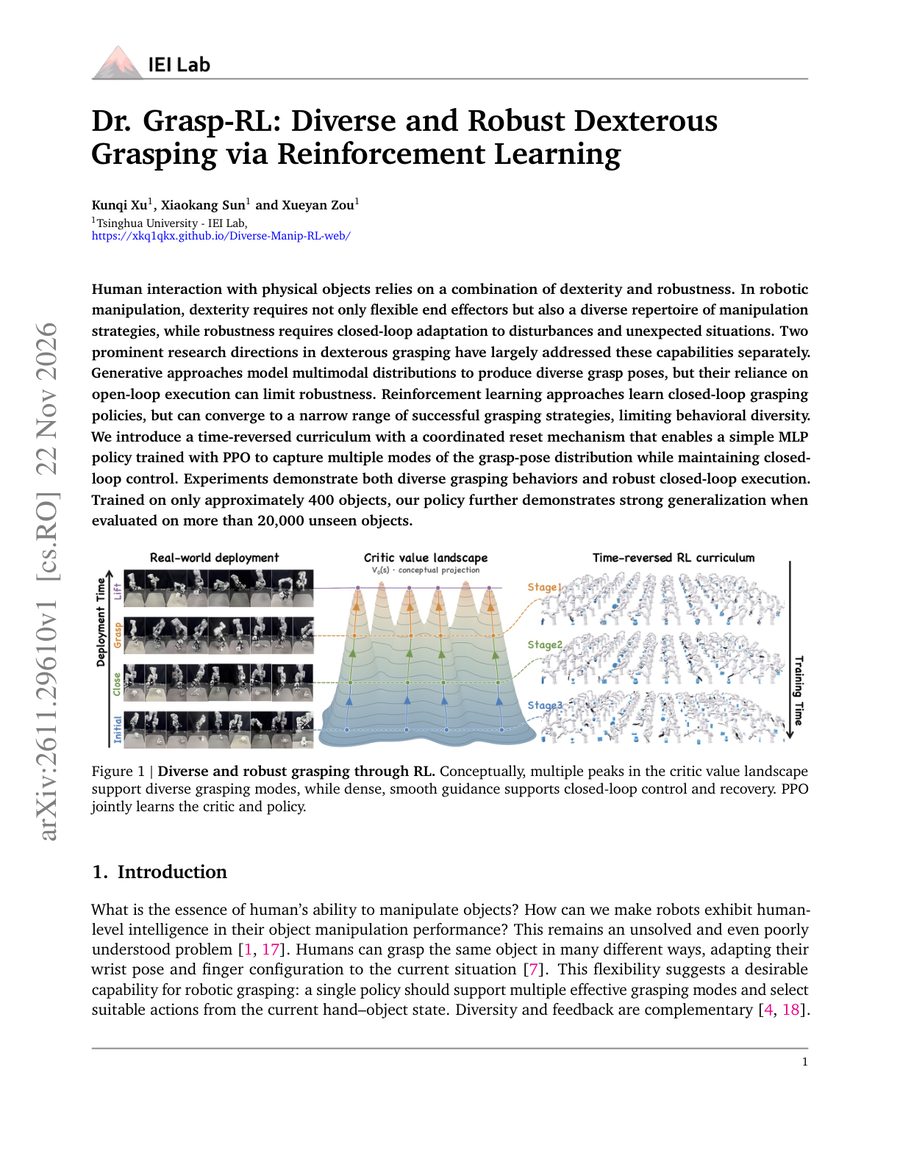 IEI Lab
Dr. Grasp-RL: Diverse and Robust Dexterous
Grasping via Reinforcement Learning
Kunqi Xu1, Xiaokang Sun1 and Xueyan Zou1
1Tsinghua University - IEI Lab,
https://xkq1qkx.github.io/Diverse-Manip-RL-web/
Human interaction with physical objects relies on a combination of dexterity and robustness. In robotic
manipulation, dexterity requires not only flexible end effectors but also a diverse repertoire of manipulation
strategies, while robustness requires closed-loop adaptation to disturbances and unexpected situations. Two
prominent research directions in dexterous grasping have largely addressed these capabilities separately.
Generative approaches model multimodal distributions to produce diverse grasp poses, but their reliance on
open-loop execution can limit robustness. Reinforcement learning approaches learn closed-loop grasping
policies, but can converge to a narrow range of successful grasping strategies, limiting behavioral diversity.
We introduce a time-reversed curriculum with a coordinated reset mechanism that enables a simple MLP
policy trained with PPO to capture multiple modes of the grasp-pose distribution while maintaining closed-
loop control. Experiments demonstrate both diverse grasping behaviors and robust closed-loop execution.
Trained on only approximately 400 objects, our policy further demonstrates strong generalization when
evaluated on more than 20,000 unseen objects.
arXiv:2611.29610v1 [cs.RO] 22 Nov 2026
Real-world deployment
Critic value landscape
Vϕ(s) · conceptual projection
Time-reversed RL curriculum
Deployment Time
Lift
Grasp
Close
Initial
Stage1
Stage2
Stage3
Training Time
Figure 1 | Diverse and robust grasping through RL. Conceptually, multiple peaks in the critic value landscape
support diverse grasping modes, while dense, smooth guidance supports closed-loop control and recovery. PPO
jointly learns the critic and policy.
1. Introduction
What is the essence of human's ability to manipulate objects? How can we make robots exhibit human-
level intelligence in their object manipulation performance? This remains an unsolved and even poorly
understood problem [1, 17]. Humans can grasp the same object in many different ways, adapting their
wrist pose and finger configuration to the current situation [7]. This flexibility suggests a desirable
capability for robotic grasping: a single policy should support multiple effective grasping modes and select
suitable actions from the current hand–object state. Diversity and feedback are complementary [4, 18].
1